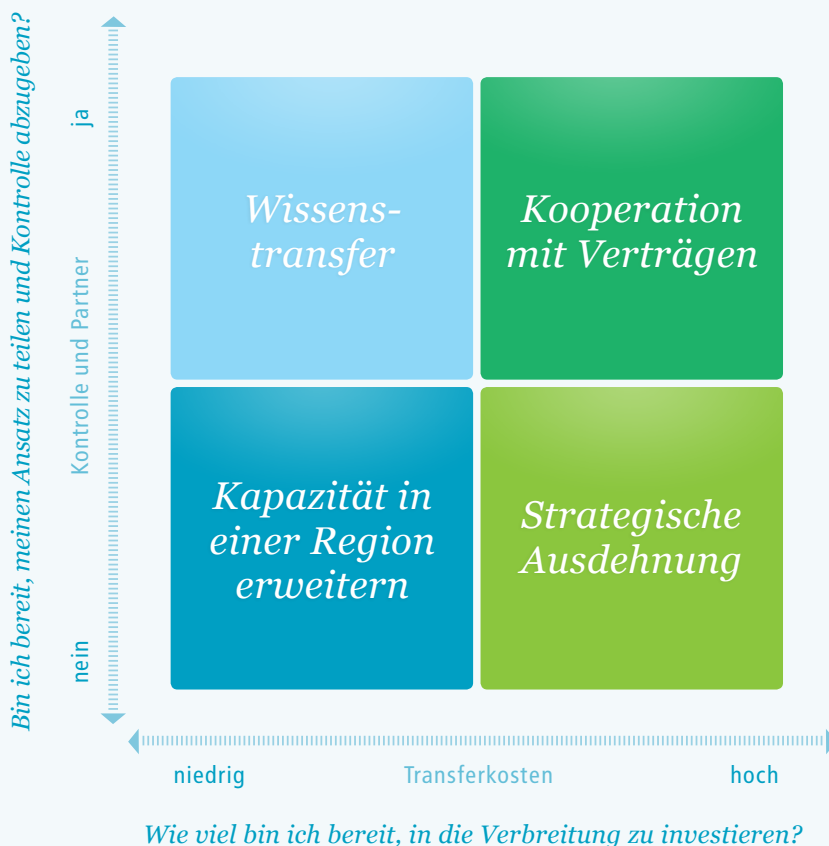 Bin ich bereit, meinen Ansatz zu teilen und Kontrolle abzugeben?
ja
Kontrolle und Partner
nein
Wissens-
transfer
Kooperation
mit Verträgen
Kapazität in
einer Region
erweitern
Strategische
Ausdehnung
niedrig
Transferkosten
hoch
Wie viel bin ich bereit, in die Verbreitung zu investieren?